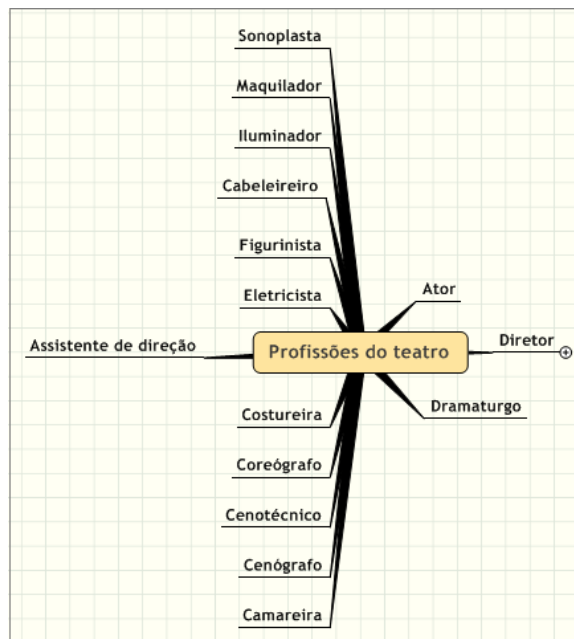 Sonoplasta
Maquilador
Iluminador
Cabeleireiro
Figurinista
Eletricista
Ator
Assistente de direção
Profissões do teatro
Diretor
Costureira
Dramaturgo
Coreógrafo
Cenotécnico
Cenógrafo
Camareira